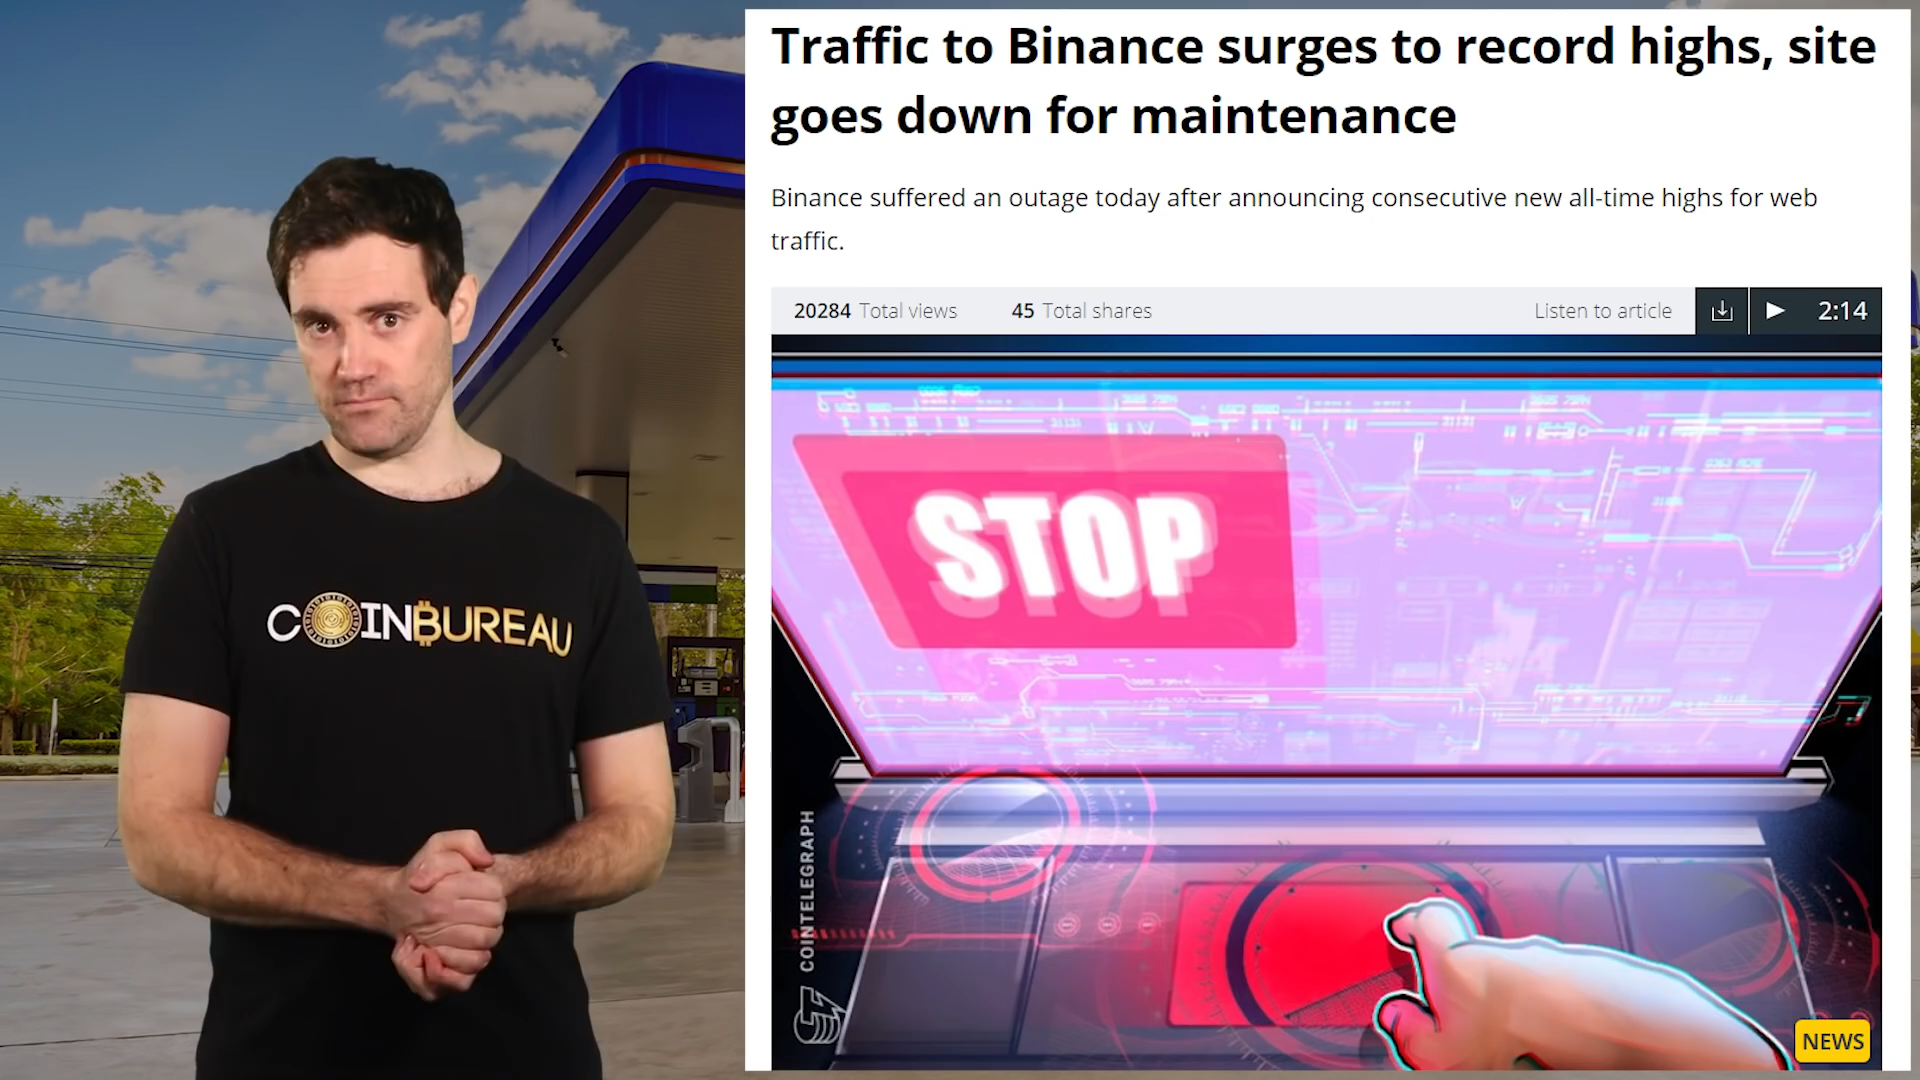 Traffic to Binance surges to record highs, site
goes down for maintenance
Binance suffered an outage today after announcing consecutive new all-time highs for web
traffic.
20284 Total views 45 Total shares Listen to article 2:14
STOP
COINBUREAU
COINTELEGRAPH
NEWS